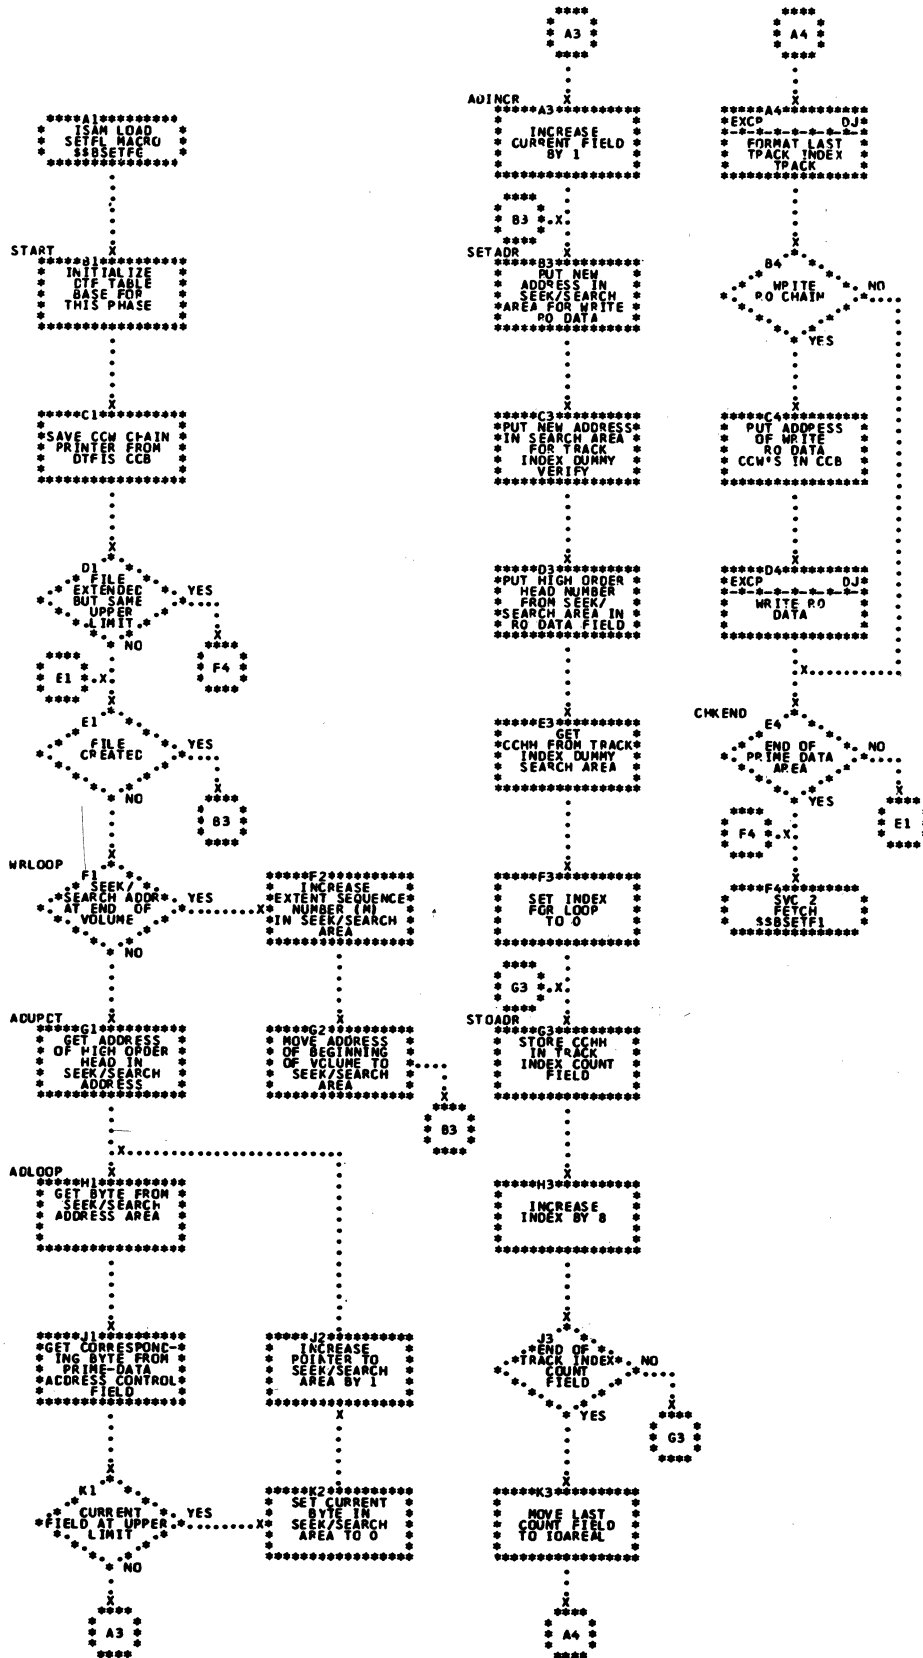 A1
ISAM LOAD
SETFL MACRO
$$BSETFG
START
B1
INITIALIZE
DTF TABLE
BASE FOR
THIS PHASE
C1
SAVE CCW CHAIN
PRINTER FROM
DTFIS CCB
D1
FILE
EXTENDED
BUT SAME
UPPER
LIMIT
YES
NO
F4
E1
E1
FILE
CREATED
YES
NO
B3
WRLOOP
F1
SEEK/
SEARCH ADDR
AT END OF
VOLUME
YES
NO
F2
INCREASE
EXTENT SEQUENCE
NUMBER (M)
IN SEEK/SEARCH
AREA
ADUPCT
G1
GET ADDRESS
OF HIGH ORDER
HEAD IN
SEEK/SEARCH
ADDRESS
G2
MOVE ADDRESS
OF BEGINNING
OF VOLUME TO
SEEK/SEARCH
AREA
B3
ADLOOP
H1
GET BYTE FROM
SEEK/SEARCH
ADDRESS AREA
J1
GET CORRESPOND-
ING BYTE FROM
PRIME-DATA
ADDRESS CONTROL
FIELD
J2
INCREASE
POINTER TO
SEEK/SEARCH
AREA BY 1
K1
CURRENT
FIELD AT UPPER
LIMIT
YES
NO
K2
SET CURRENT
BYTE IN
SEEK/SEARCH
AREA TO 0
A3
A3
ADINCR
A3
INCREASE
CURRENT FIELD
BY 1
B3
SETADR
B3
PUT NEW
ADDRESS IN
SEEK/SEARCH
AREA FOR WRITE
RO DATA
C3
PUT NEW ADDRESS
IN SEARCH AREA
FOR TRACK
INDEX DUMMY
VERIFY
D3
PUT HIGH ORDER
HEAD NUMBER
FROM SEEK/
SEARCH AREA IN
RO DATA FIELD
E3
GET
CCHH FROM TRACK
INDEX DUMMY
SEARCH AREA
F3
SET INDEX
FOR LOOP
TO 0
G3
STOADR
G3
STORE CCHH
IN TRACK
INDEX COUNT
FIELD
H3
INCREASE
INDEX BY 8
J3
END OF
TRACK INDEX
COUNT
FIELD
NO
YES
G3
K3
MOVE LAST
COUNT FIELD
TO IOAREAL
A4
A4
A4
EXCP DJ
FORMAT LAST
TRACK INDEX
TRACK
B4
WRITE
RO CHAIN
NO
YES
C4
PUT ADDRESS
OF WRITE
RO DATA
CCW'S IN CCB
D4
EXCP DJ
WRITE RO
DATA
CHKEND
E4
END OF
PRIME DATA
AREA
NO
YES
F4
E1
F4
SVC 2
FETCH
$$BSETF1